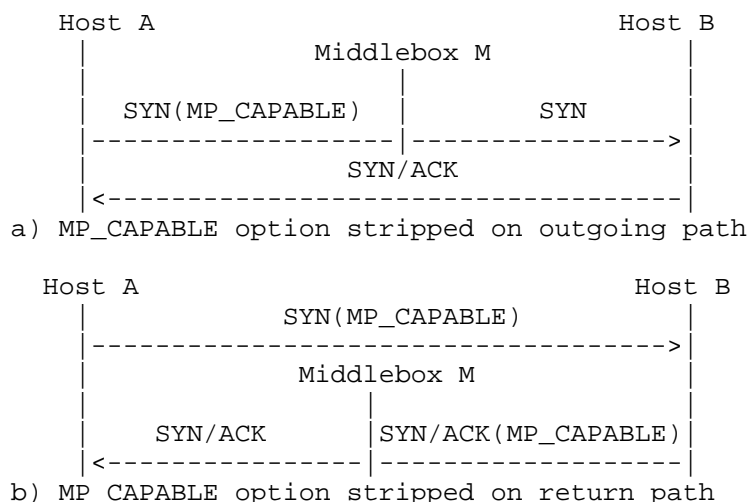 Host A Host B
Middlebox M
SYN(MP_CAPABLE) SYN
SYN/ACK
a) MP_CAPABLE option stripped on outgoing path
Host A Host B
SYN(MP_CAPABLE)
Middlebox M
SYN/ACK SYN/ACK(MP_CAPABLE)
b) MP_CAPABLE option stripped on return path